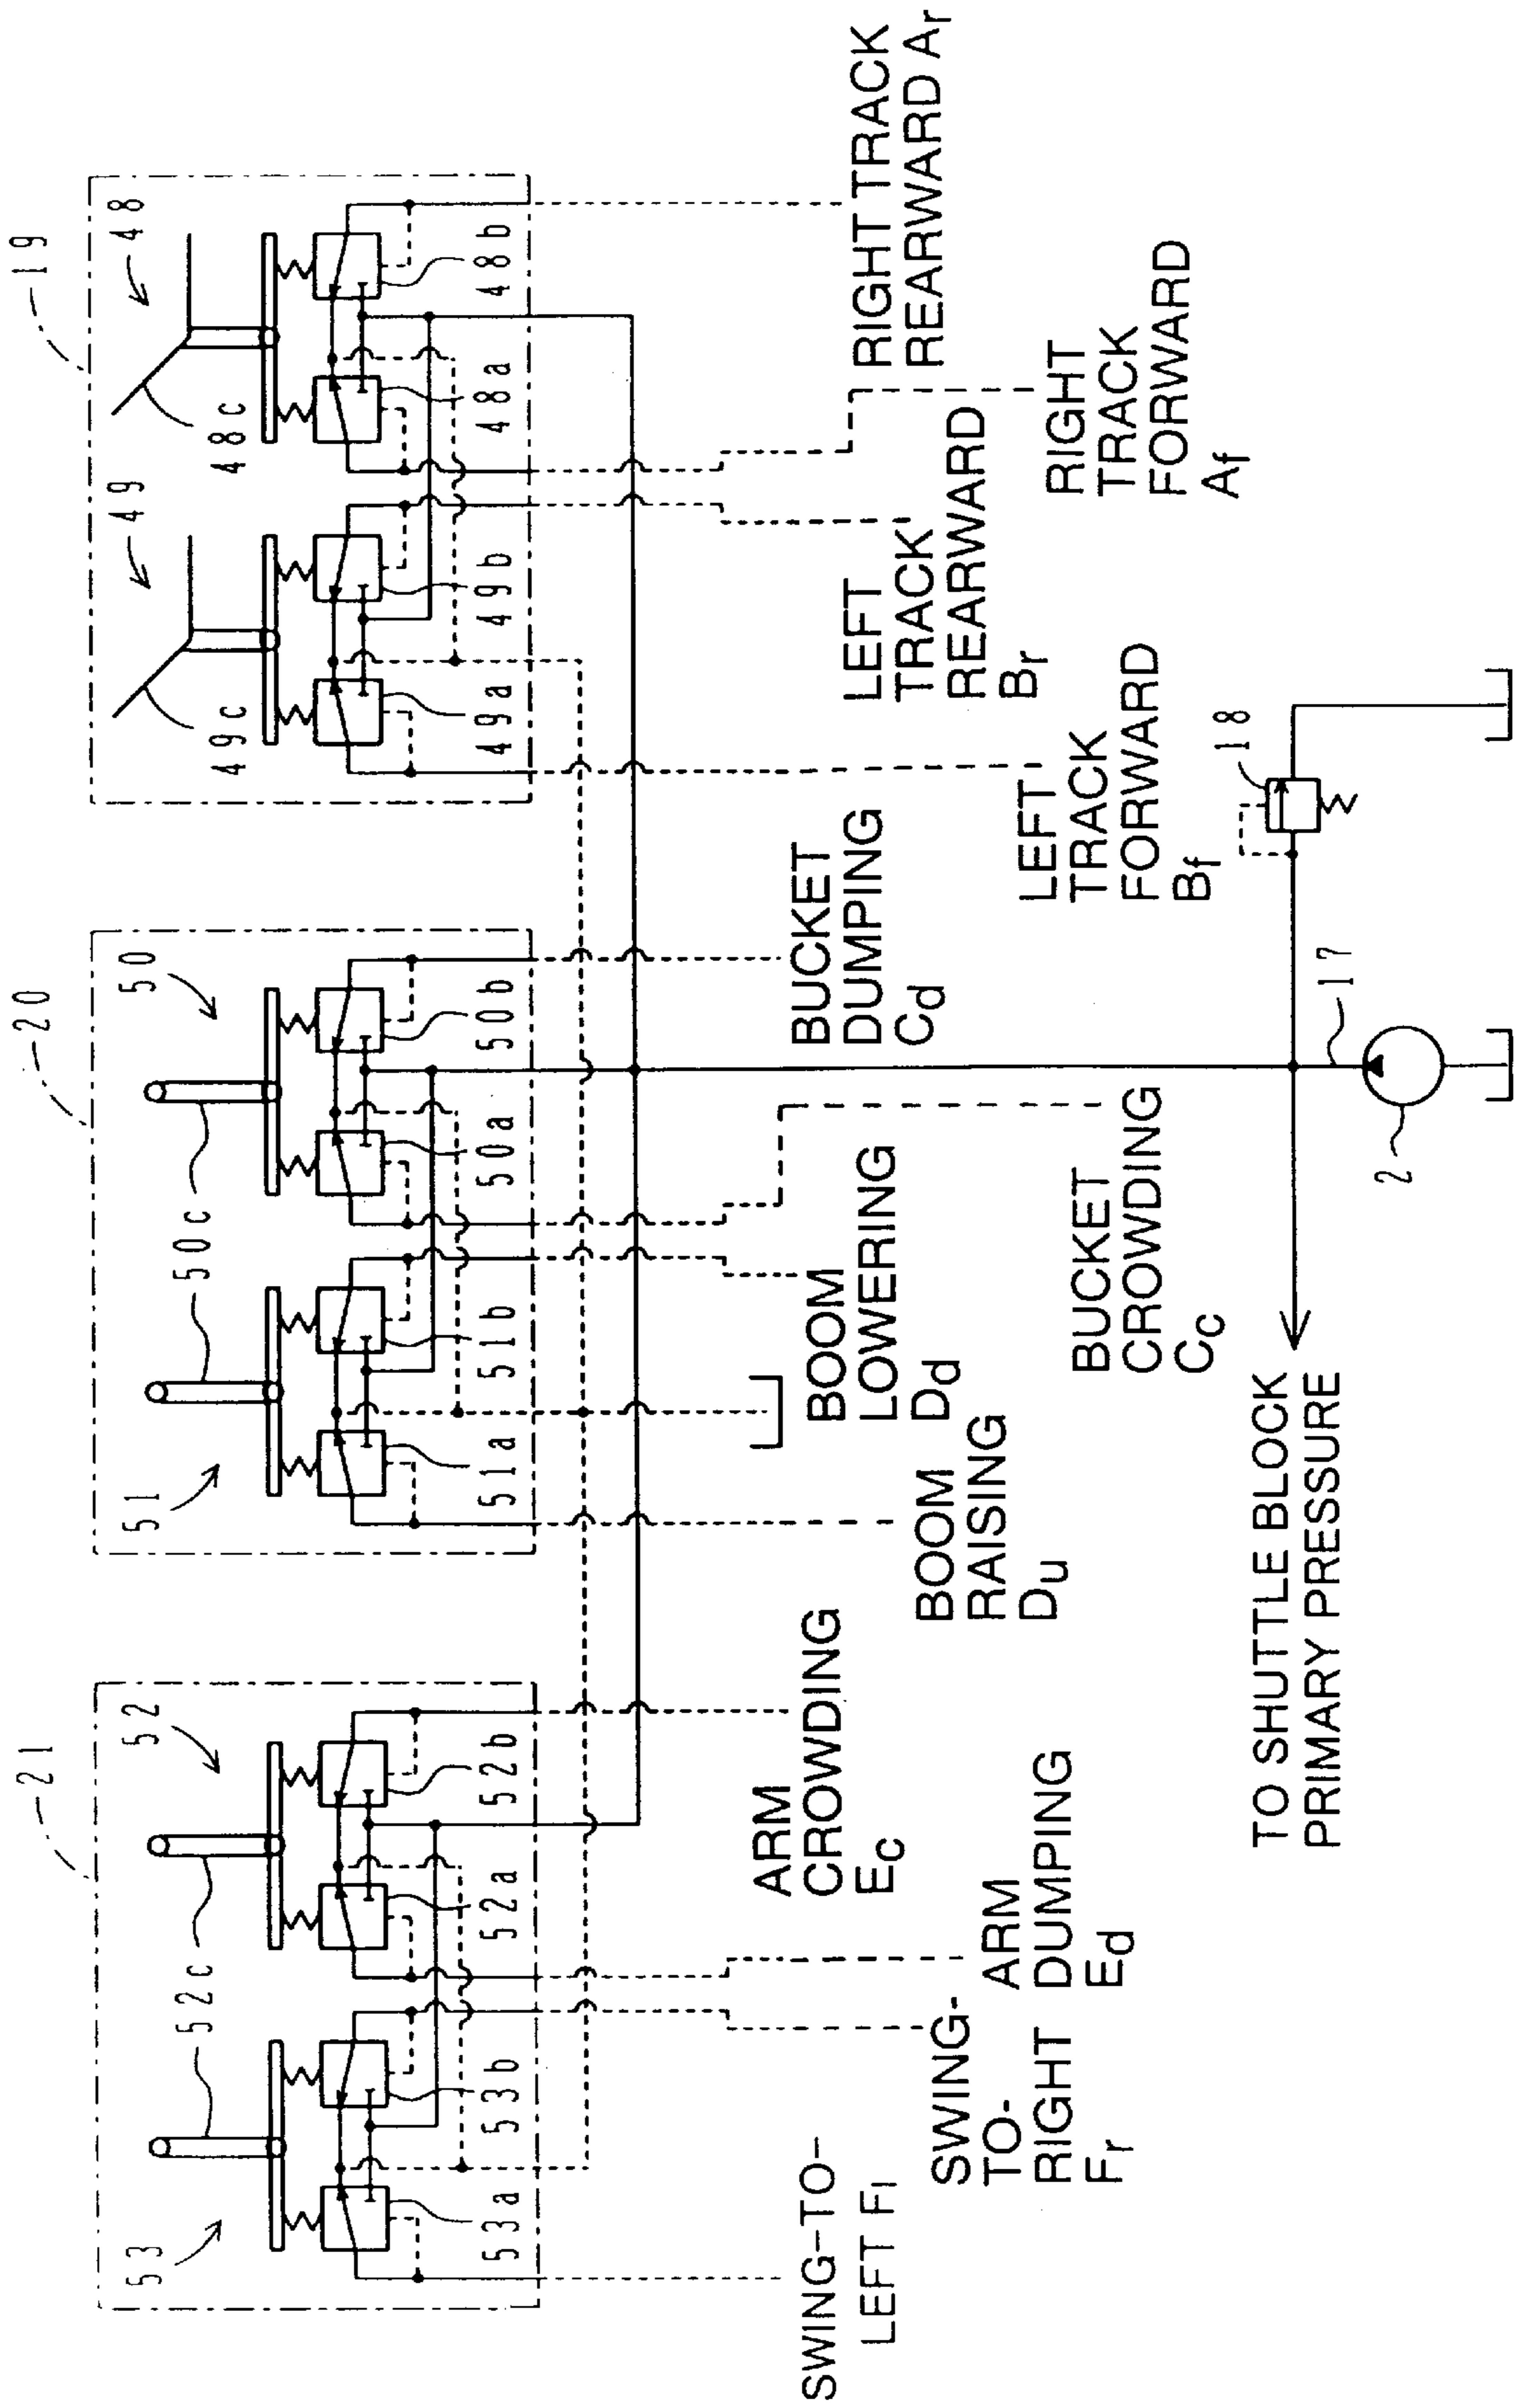 21
53
52c
52
53a
53b
52a
52b
20
51
50c
50
51a
51b
50a
50b
19
49c
49
48c
48
49a
49b
48a
48b
SWING-TO-
LEFT Fl
SWING-
TO-
RIGHT
Fr
ARM
DUMPING
Ed
ARM
CROWDING
Ec
BOOM
RAISING
Du
BOOM
LOWERING
Dd
BUCKET
CROWDING
Cc
BUCKET
DUMPING
Cd
LEFT
TRACK
FORWARD
Bf
LEFT
TRACK
REARWARD
Br
RIGHT
TRACK
FORWARD
Af
RIGHT TRACK
REARWARD Ar
TO SHUTTLE BLOCK
PRIMARY PRESSURE
2
17
18